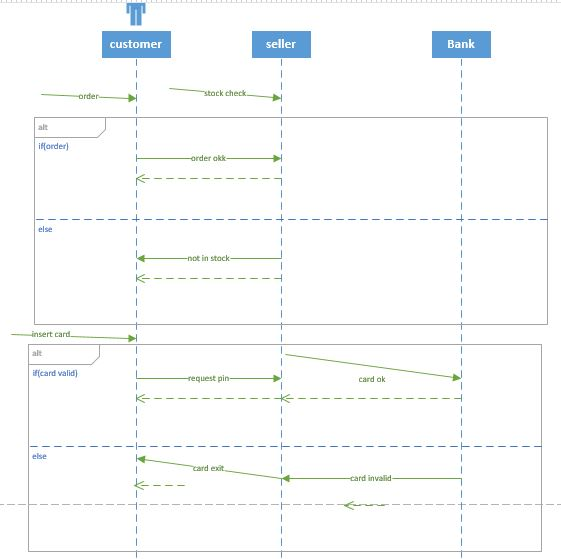 customer
seller
Bank
order
stock check
alt
if(order)
order okk
else
not in stock
insert card
alt
if(card valid)
request pin
card ok
else
card exit
card invalid